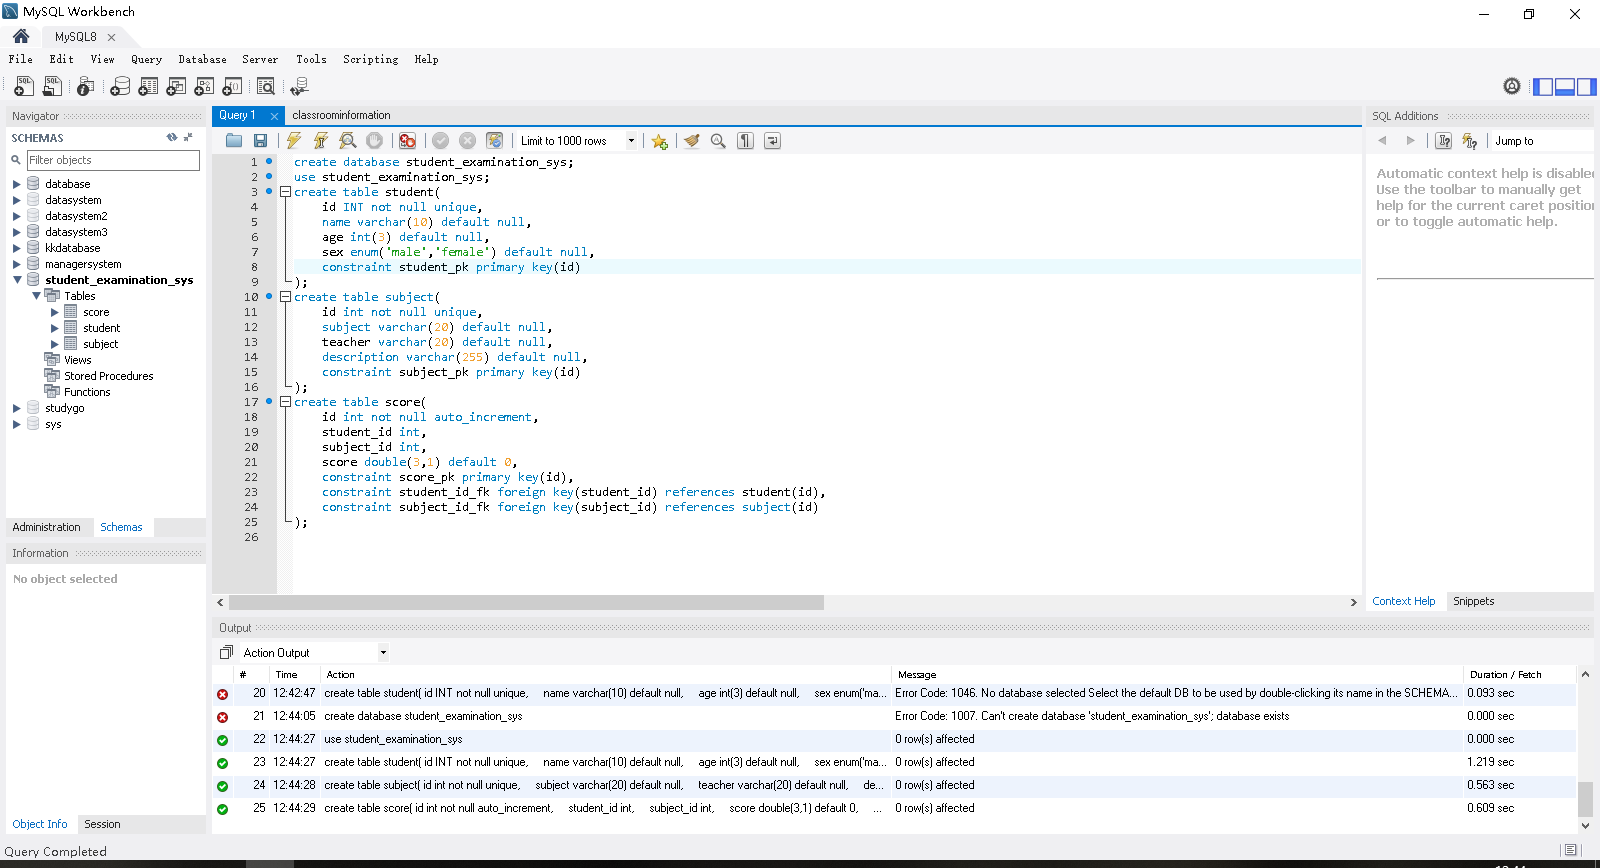 MySQL Workbench
MySQL8
File Edit View Query Database Server Tools Scripting Help
Navigator
SCHEMAS
Filter objects
database
datasystem
datasystem2
datasystem3
kkdatabase
managersystem
student_examination_sys
Tables
score
student
subject
Views
Stored Procedures
Functions
studygo
sys
Administration Schemas
Information
No object selected
Object Info Session
Query Completed
Query 1 classroominformation
Limit to 1000 rows
1 create database student_examination_sys;
2 use student_examination_sys;
3 create table student(
4 id INT not null unique,
5 name varchar(10) default null,
6 age int(3) default null,
7 sex enum('male','female') default null,
8 constraint student_pk primary key(id)
9 );
10 create table subject(
11 id int not null unique,
12 subject varchar(20) default null,
13 teacher varchar(20) default null,
14 description varchar(255) default null,
15 constraint subject_pk primary key(id)
16 );
17 create table score(
18 id int not null auto_increment,
19 student_id int,
20 subject_id int,
21 score double(3,1) default 0,
22 constraint score_pk primary key(id),
23 constraint student_id_fk foreign key(student_id) references student(id),
24 constraint subject_id_fk foreign key(subject_id) references subject(id)
25 );
26
SQL Additions
Jump to
Automatic context help is disabled
Use the toolbar to manually get
help for the current caret position
or to toggle automatic help.
Context Help Snippets
Output
Action Output
# Time Action Message Duration / Fetch
20 12:42:47 create table student( id INT not null unique, name varchar(10) default null, age int(3) default null, sex enum('ma... Error Code: 1046. No database selected Select the default DB to be used by double-clicking its name in the SCHEMA... 0.093 sec
21 12:44:05 create database student_examination_sys Error Code: 1007. Can't create database 'student_examination_sys'; database exists 0.000 sec
22 12:44:27 use student_examination_sys 0 row(s) affected 0.000 sec
23 12:44:27 create table student( id INT not null unique, name varchar(10) default null, age int(3) default null, sex enum('ma... 0 row(s) affected 1.219 sec
24 12:44:28 create table subject( id int not null unique, subject varchar(20) default null, teacher varchar(20) default null, de... 0 row(s) affected 0.563 sec
25 12:44:29 create table score( id int not null auto_increment, student_id int, subject_id int, score double(3,1) default 0, ... 0 row(s) affected 0.609 sec